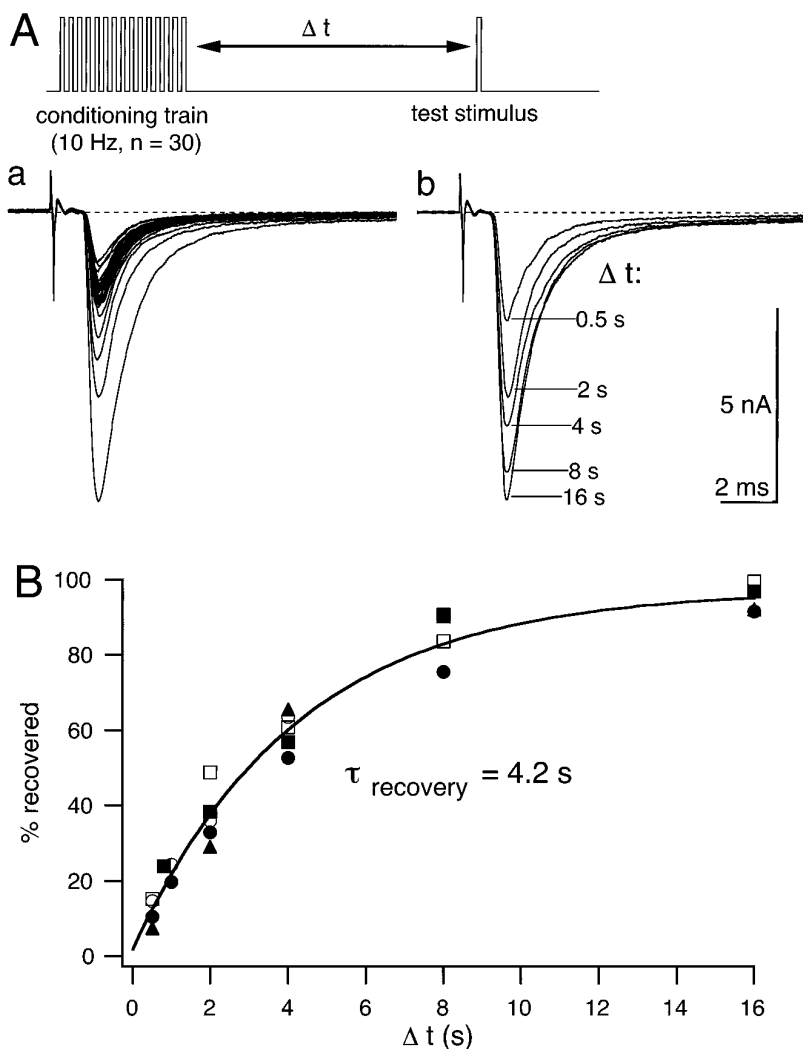 A
Δ t
conditioning train
(10 Hz, n = 30)
test stimulus
a
b
Δ t:
0.5 s
2 s
4 s
8 s
16 s
5 nA
2 ms
B
% recovered
100
80
60
40
20
0
τ recovery = 4.2 s
0 2 4 6 8 10 12 14 16
Δ t (s)